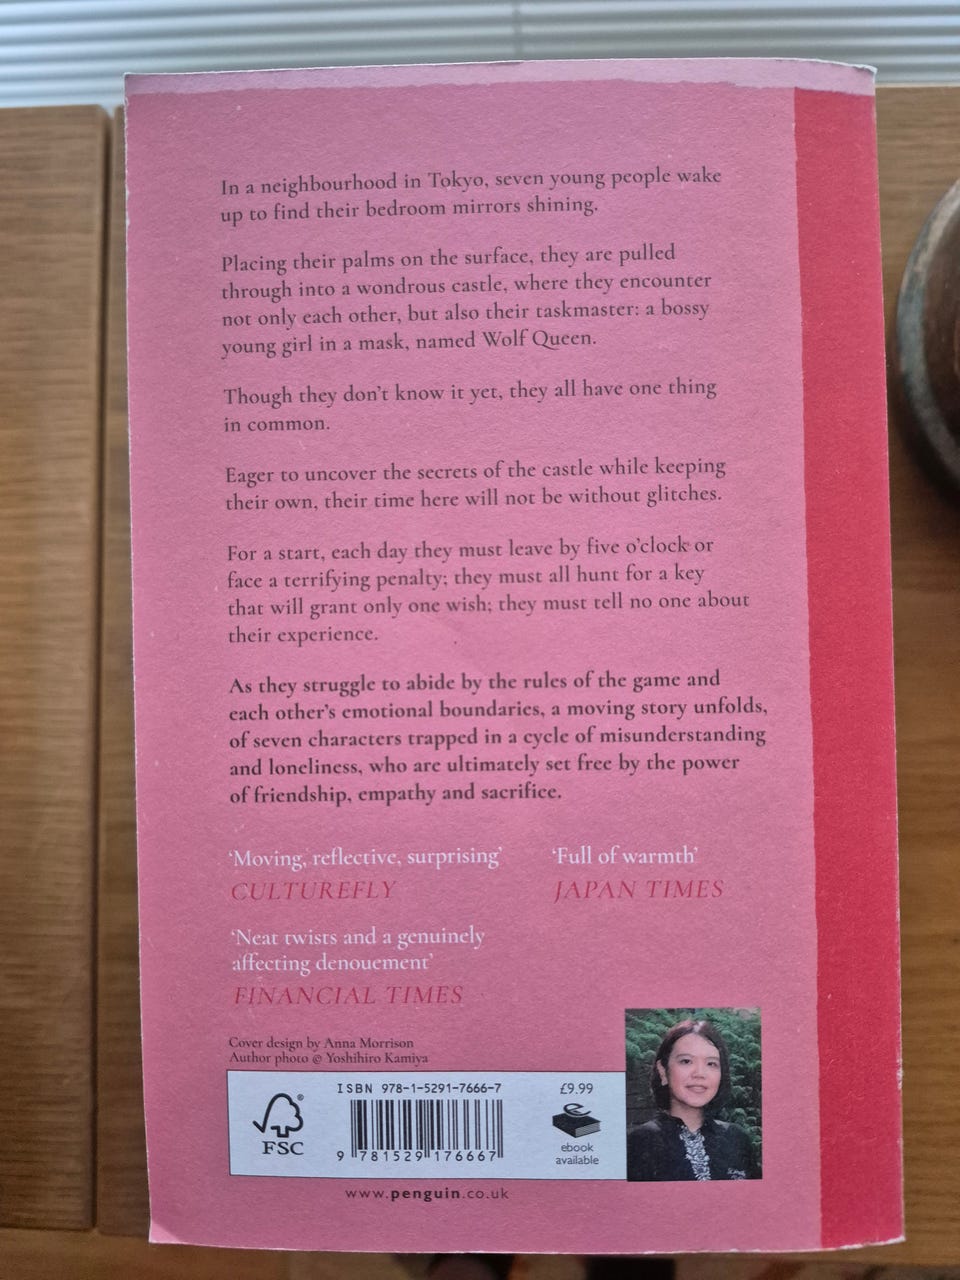 In a neighbourhood in Tokyo, seven young people wake
up to find their bedroom mirrors shining.
Placing their palms on the surface, they are pulled
through into a wondrous castle, where they encounter
not only each other, but also their taskmaster: a bossy
young girl in a mask, named Wolf Queen.
Though they don't know it yet, they all have one thing
in common.
Eager to uncover the secrets of the castle while keeping
their own, their time here will not be without glitches.
For a start, each day they must leave by five o'clock or
face a terrifying penalty; they must all hunt for a key
that will grant only one wish; they must tell no one about
their experience.
As they struggle to abide by the rules of the game and
each other's emotional boundaries, a moving story unfolds,
of seven characters trapped in a cycle of misunderstanding
and loneliness, who are ultimately set free by the power
of friendship, empathy and sacrifice.
'Moving, reflective, surprising'
CULTUREFLY
'Full of warmth'
JAPAN TIMES
'Neat twists and a genuinely
affecting denouement'
FINANCIAL TIMES
Cover design by Anna Morrison
Author photo © Yoshihiro Kamiya
ISBN 978-1-5291-7666-7
9 781529 176667
FSC
®
£9.99
ebook
available
www.penguin.co.uk